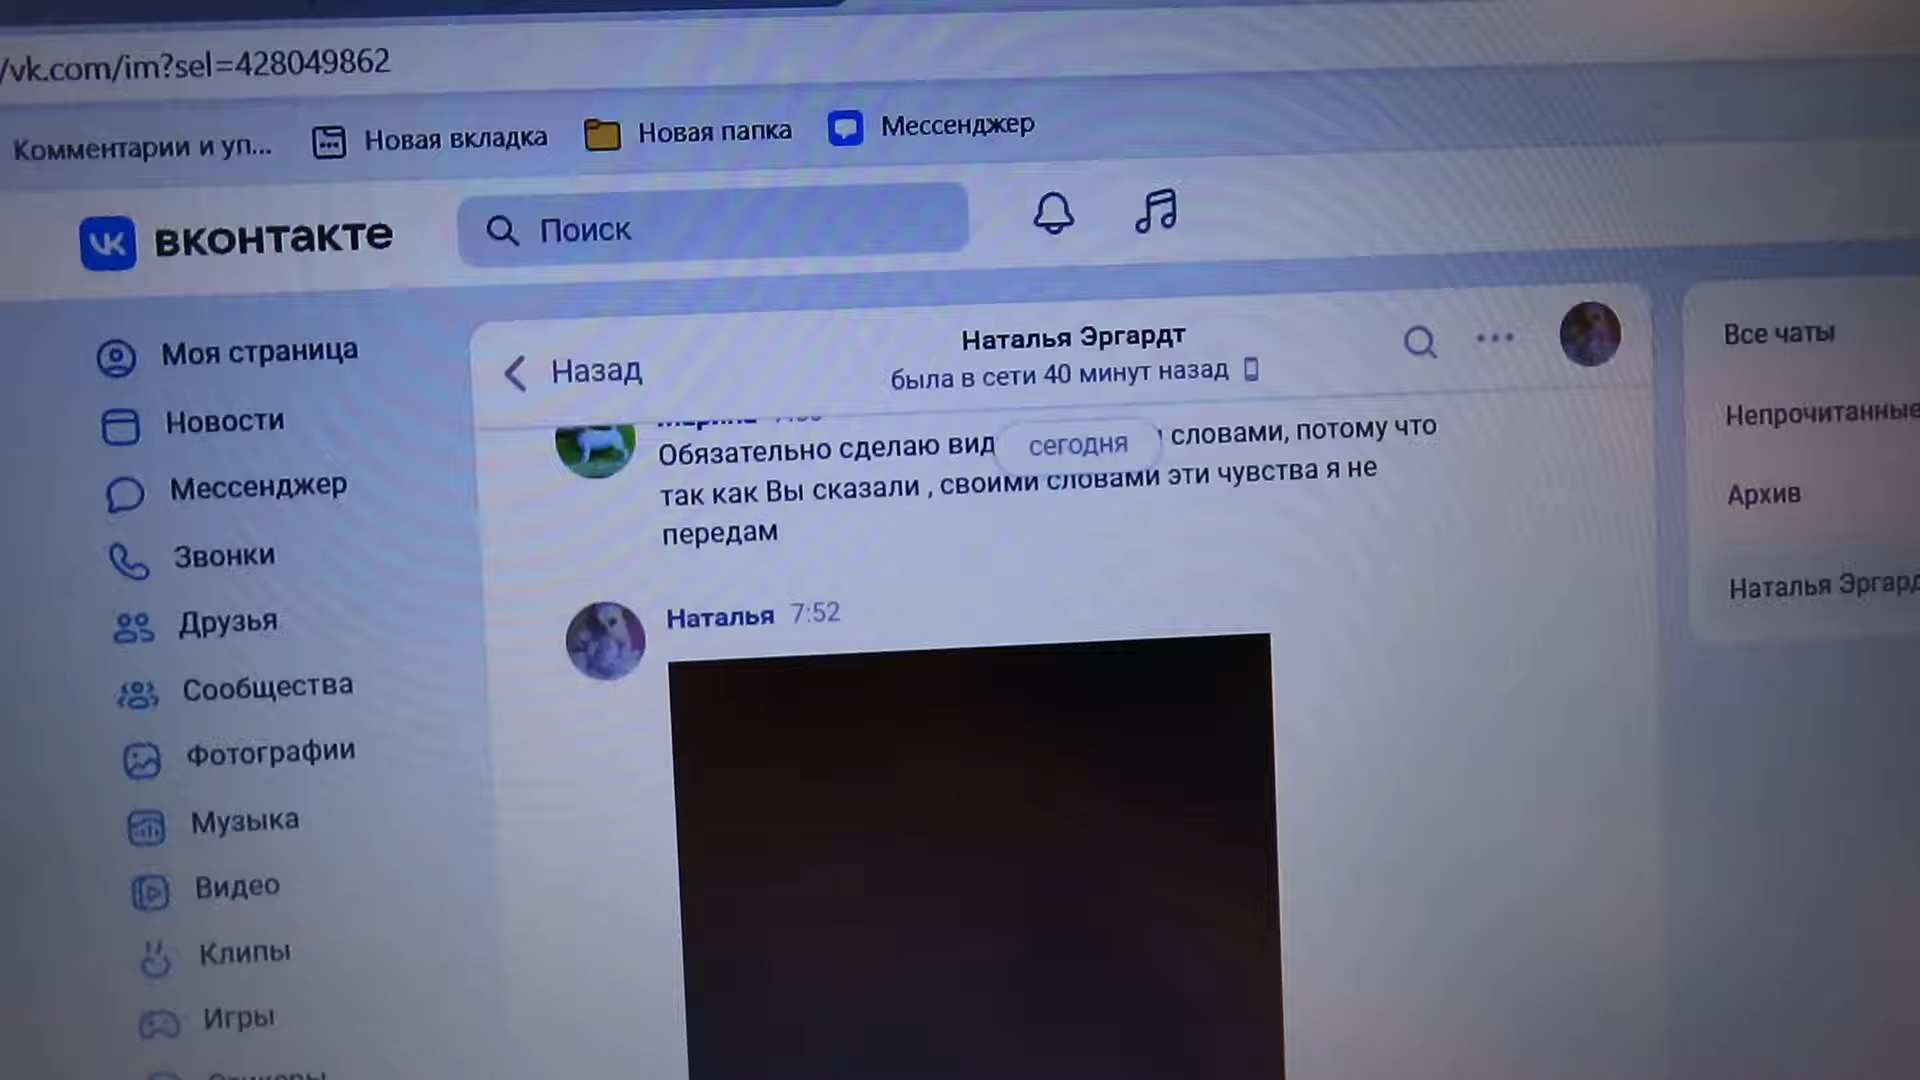 /vk.com/im?sel=428049862
Комментарии и уп...
Новая вкладка
Новая папка
Мессенджер
вконтакте
Поиск
Моя страница
Новости
Мессенджер
Звонки
Друзья
Сообщества
Фотографии
Музыка
Видео
Клипы
Игры
Назад
Наталья Эргардт
была в сети 40 минут назад
сегодня
Обязательно сделаю вид словами, потому что
так как Вы сказали , своими словами эти чувства я не
передам
Наталья 7:52
Все чаты
Непрочитанные
Архив
Наталья Эргард